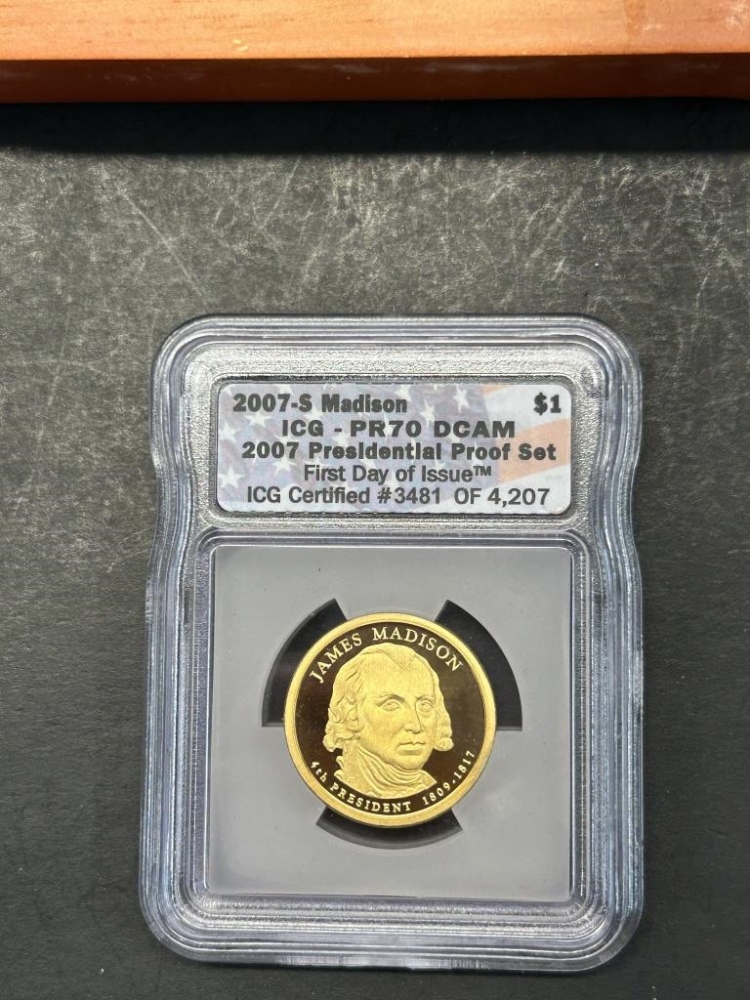 2007-S Madison $1
ICG - PR70 DCAM
2007 Presidential Proof Set
First Day of Issue™
ICG Certified #3481 OF 4,207
JAMES MADISON
4th PRESIDENT 1809-1817